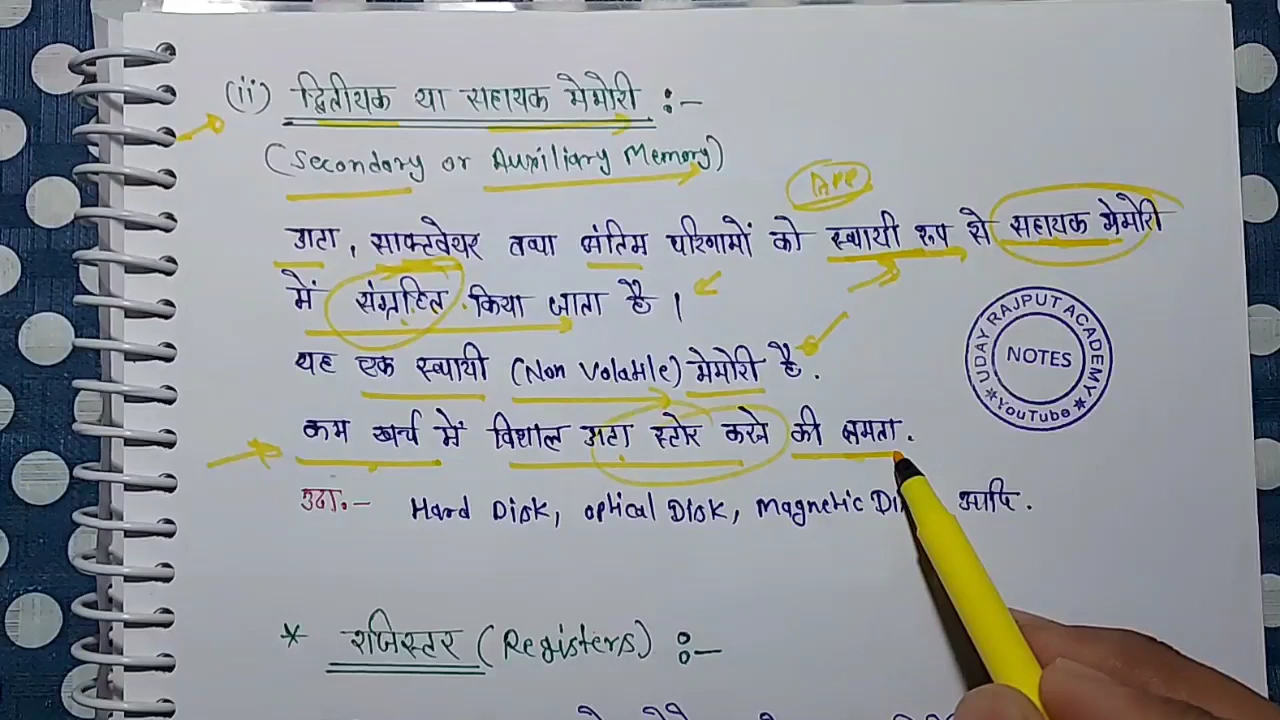 (ii) द्वितीयक या सहायक मेमोरी :-
(Secondary or Auxiliary Memory)
APP
डाटा, साफ्टवेयर तथा अंतिम परिणामों को स्थायी रूप से सहायक मेमोरी
में संग्रहित किया जाता है।
यह एक स्थायी (Non Volatile) मेमोरी है.
कम खर्च में विशाल डाटा स्टोर करने की क्षमता.
उदा.- Hard Disk, optical Disk, Magnetic आदि.
UDAY RAJPUT ACADEMY
NOTES
YouTube
* रजिस्टर (Registers) :-